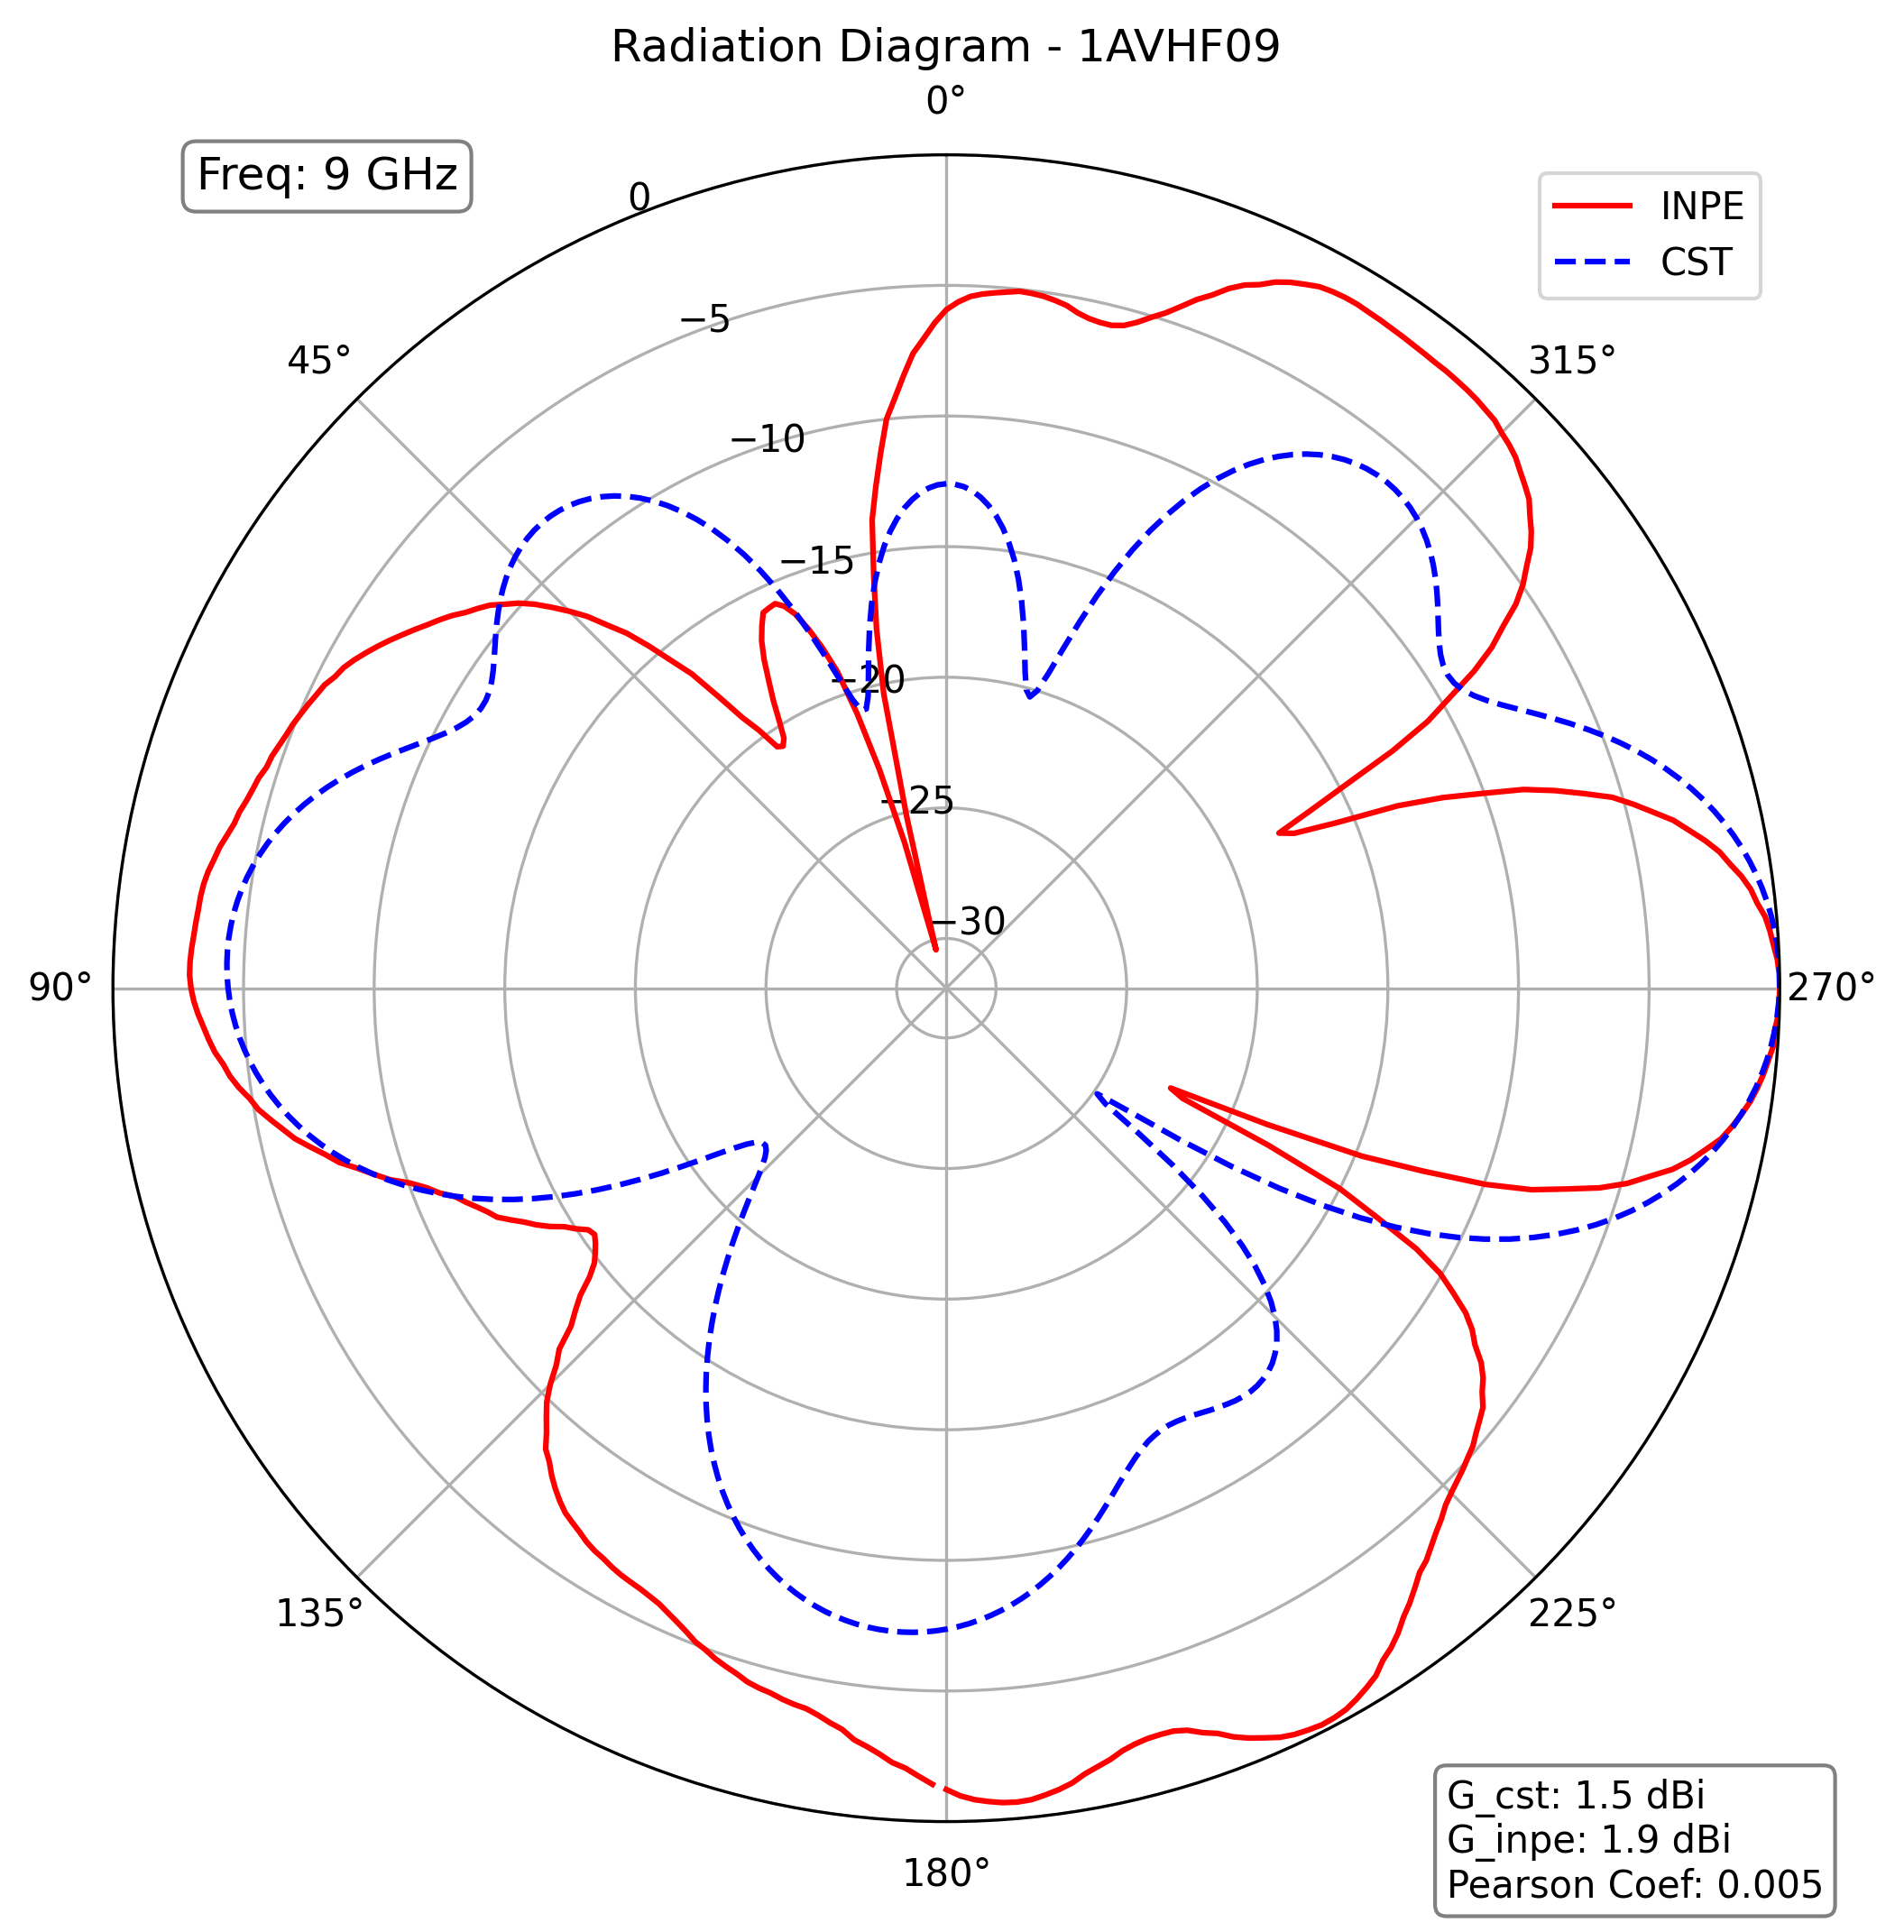 Radiation Diagram - 1AVHF09
0°
Freq: 9 GHz
0
INPE
CST
−5
45°
315°
−10
−15
−20
−25
−30
90°
270°
135°
225°
180°
G_cst: 1.5 dBi
G_inpe: 1.9 dBi
Pearson Coef: 0.005